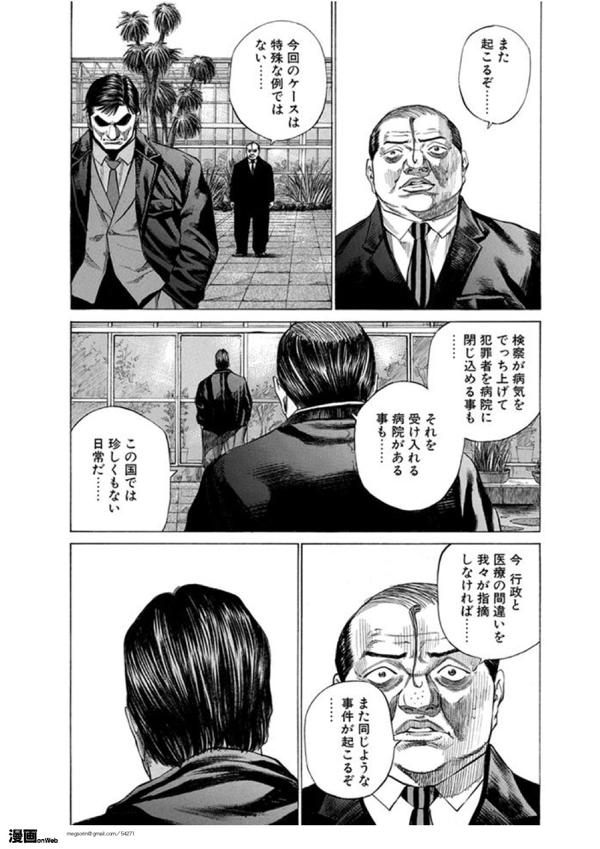 また
起こるぞ……
今回のケースは
特殊な例では
ない……
検察が病気を
でっち上げて
犯罪者を病院に
閉じ込める事も
……
それを
受け入れる
病院がある
事も……
この国では
珍しくもない
日常だ……
今 行政と
医療の間違いを
我々が指摘
しなければ……
また同じような
事件が起こるぞ
……
漫画onWeb
megaorin@gmail.com/54271